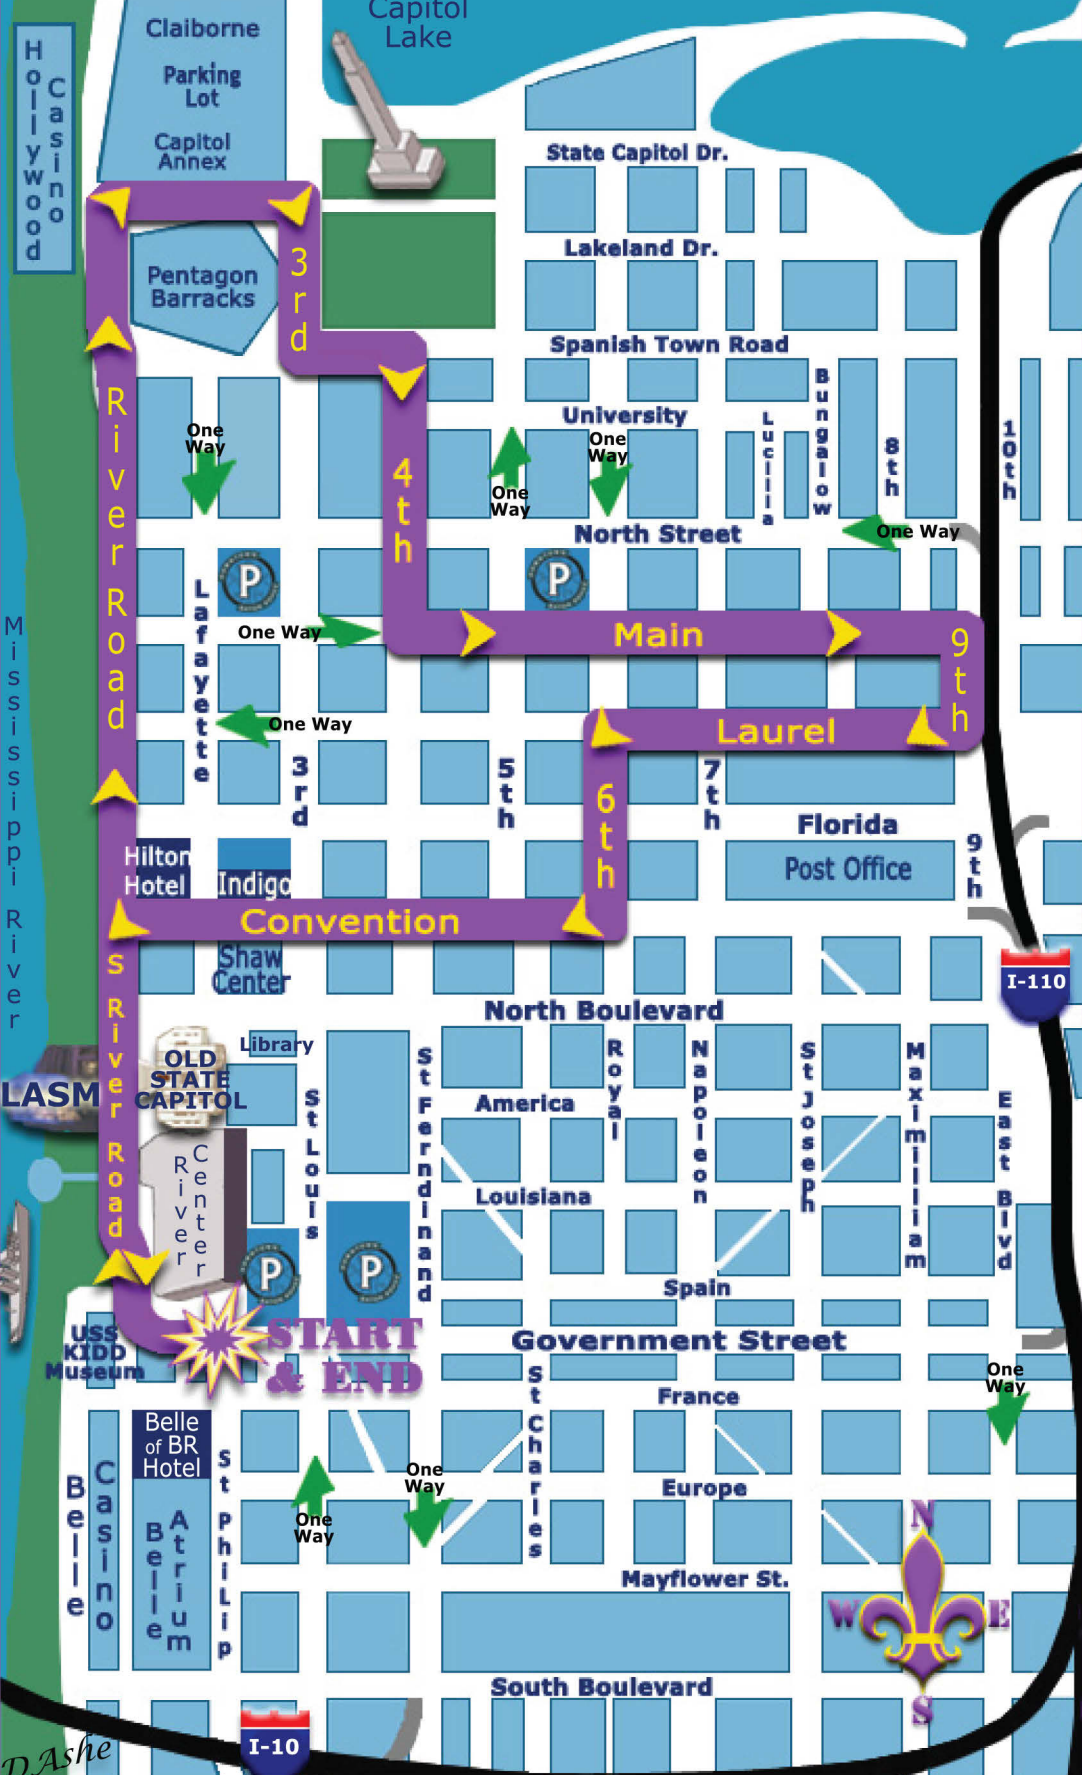 Capitol
Lake
Claiborne
Parking
Lot
Capitol
Annex
Hollywood
Casino
State Capitol Dr.
Lakeland Dr.
Pentagon
Barracks
3rd
Spanish Town Road
University
Bungalow
Lucilla
8th
10th
River Road
One
Way
4th
One
Way
One
Way
North Street
One Way
P
P
Lafayette
One Way
Main
9th
Mississippi River
One Way
Laurel
3rd
5th
6th
7th
Florida
Post Office
9th
Hilton
Hotel
Indigo
Convention
Shaw
Center
S River Road
I-110
North Boulevard
Library
LASM
OLD
STATE
CAPITOL
St Louis
St Ferndinand
Royal
Napoleon
St Joseph
Maximilliam
East Blvd
America
River
Center
Louisiana
P
P
Spain
USS
KIDD
Museum
START
& END
Government Street
One
Way
St Charles
France
Belle
of BR
Hotel
Belle
Casino
Belle
Atrium
St PhiLip
One
Way
One
Way
Europe
N
W
E
S
Mayflower St.
South Boulevard
I-10
D.Ashe